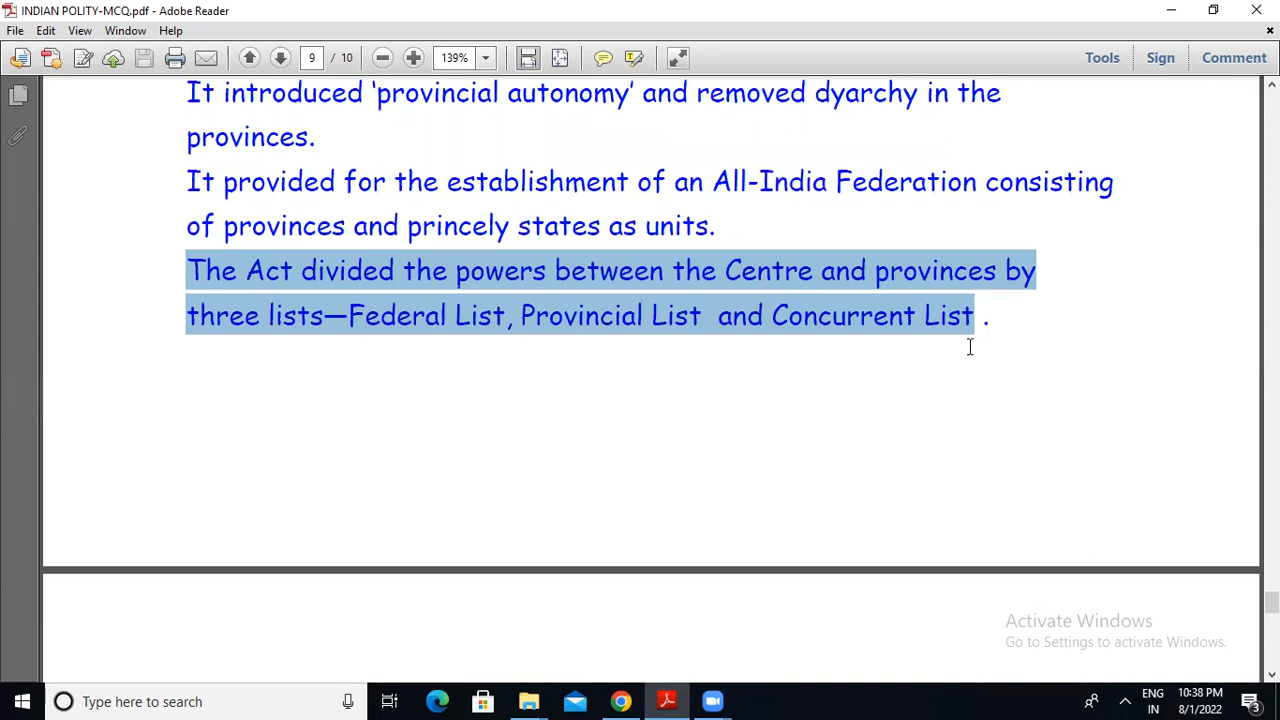 INDIAN POLITY-MCQ.pdf - Adobe Reader
File Edit View Window Help
9 / 10 139% Tools Sign Comment
It introduced ‘provincial autonomy’ and removed dyarchy in the
provinces.
It provided for the establishment of an All-India Federation consisting
of provinces and princely states as units.
The Act divided the powers between the Centre and provinces by
three lists—Federal List, Provincial List and Concurrent List .
Activate Windows
Go to Settings to activate Windows.
Type here to search
ENG
IN
10:38 PM
8/1/2022
3